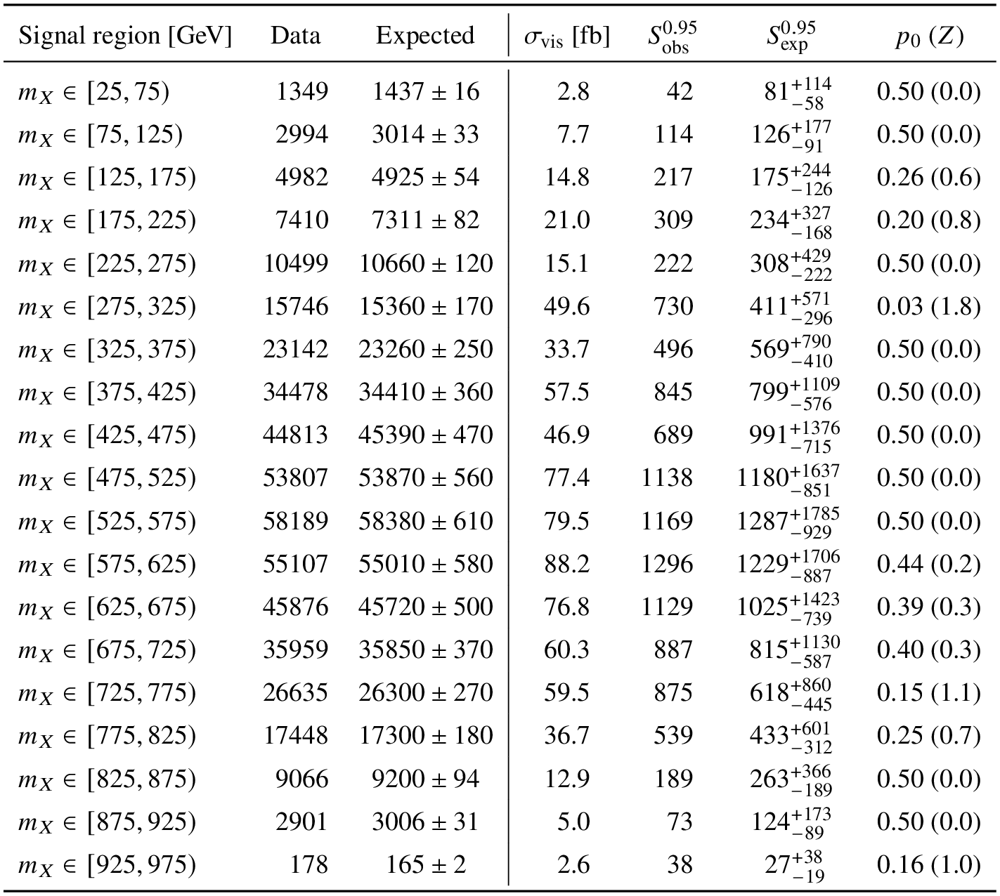 Signal region [GeV] Data Expected σ_vis [fb] S_obs^0.95 S_exp^0.95 p_0 (Z)
m_X ∈ [25, 75) 1349 1437 ± 16 2.8 42 81^{+114}_{−58} 0.50 (0.0)
m_X ∈ [75, 125) 2994 3014 ± 33 7.7 114 126^{+177}_{−91} 0.50 (0.0)
m_X ∈ [125, 175) 4982 4925 ± 54 14.8 217 175^{+244}_{−126} 0.26 (0.6)
m_X ∈ [175, 225) 7410 7311 ± 82 21.0 309 234^{+327}_{−168} 0.20 (0.8)
m_X ∈ [225, 275) 10499 10660 ± 120 15.1 222 308^{+429}_{−222} 0.50 (0.0)
m_X ∈ [275, 325) 15746 15360 ± 170 49.6 730 411^{+571}_{−296} 0.03 (1.8)
m_X ∈ [325, 375) 23142 23260 ± 250 33.7 496 569^{+790}_{−410} 0.50 (0.0)
m_X ∈ [375, 425) 34478 34410 ± 360 57.5 845 799^{+1109}_{−576} 0.50 (0.0)
m_X ∈ [425, 475) 44813 45390 ± 470 46.9 689 991^{+1376}_{−715} 0.50 (0.0)
m_X ∈ [475, 525) 53807 53870 ± 560 77.4 1138 1180^{+1637}_{−851} 0.50 (0.0)
m_X ∈ [525, 575) 58189 58380 ± 610 79.5 1169 1287^{+1785}_{−929} 0.50 (0.0)
m_X ∈ [575, 625) 55107 55010 ± 580 88.2 1296 1229^{+1706}_{−887} 0.44 (0.2)
m_X ∈ [625, 675) 45876 45720 ± 500 76.8 1129 1025^{+1423}_{−739} 0.39 (0.3)
m_X ∈ [675, 725) 35959 35850 ± 370 60.3 887 815^{+1130}_{−587} 0.40 (0.3)
m_X ∈ [725, 775) 26635 26300 ± 270 59.5 875 618^{+860}_{−445} 0.15 (1.1)
m_X ∈ [775, 825) 17448 17300 ± 180 36.7 539 433^{+601}_{−312} 0.25 (0.7)
m_X ∈ [825, 875) 9066 9200 ± 94 12.9 189 263^{+366}_{−189} 0.50 (0.0)
m_X ∈ [875, 925) 2901 3006 ± 31 5.0 73 124^{+173}_{−89} 0.50 (0.0)
m_X ∈ [925, 975) 178 165 ± 2 2.6 38 27^{+38}_{−19} 0.16 (1.0)